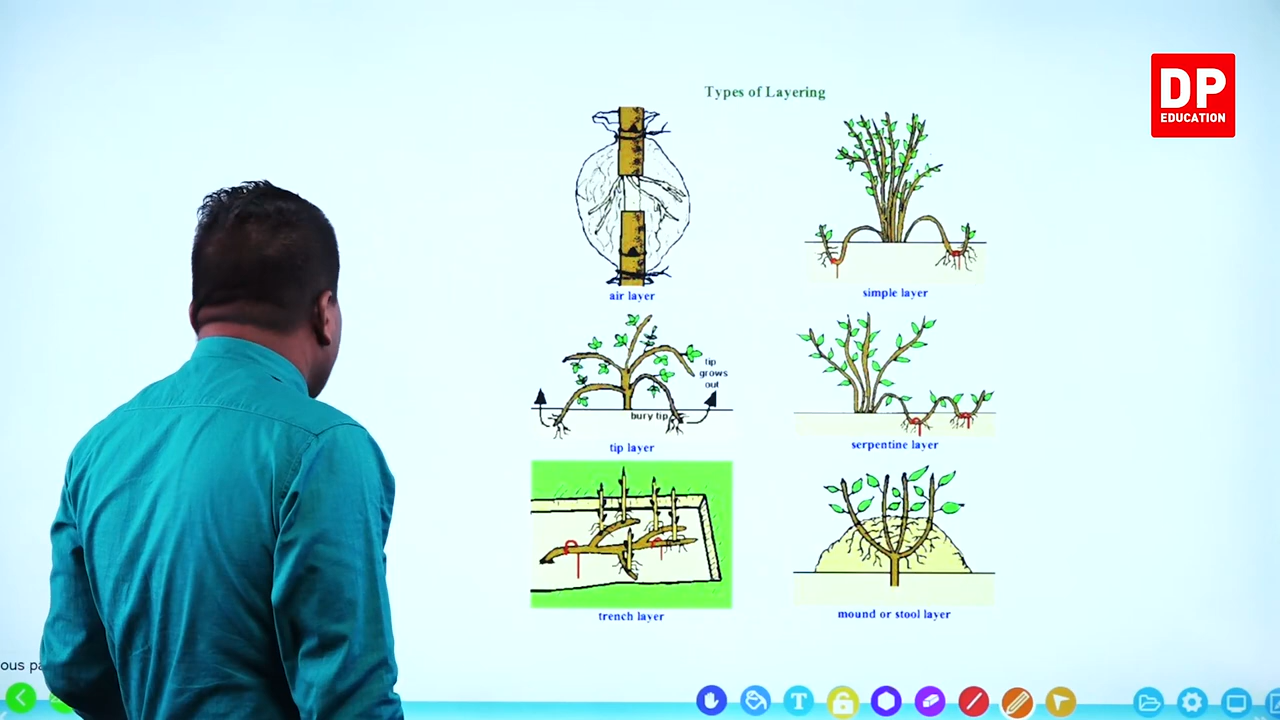 DP
EDUCATION
Types of Layering
air layer
simple layer
tip
grows
out
bury tip
tip layer
serpentine layer
trench layer
mound or stool layer
ous
T